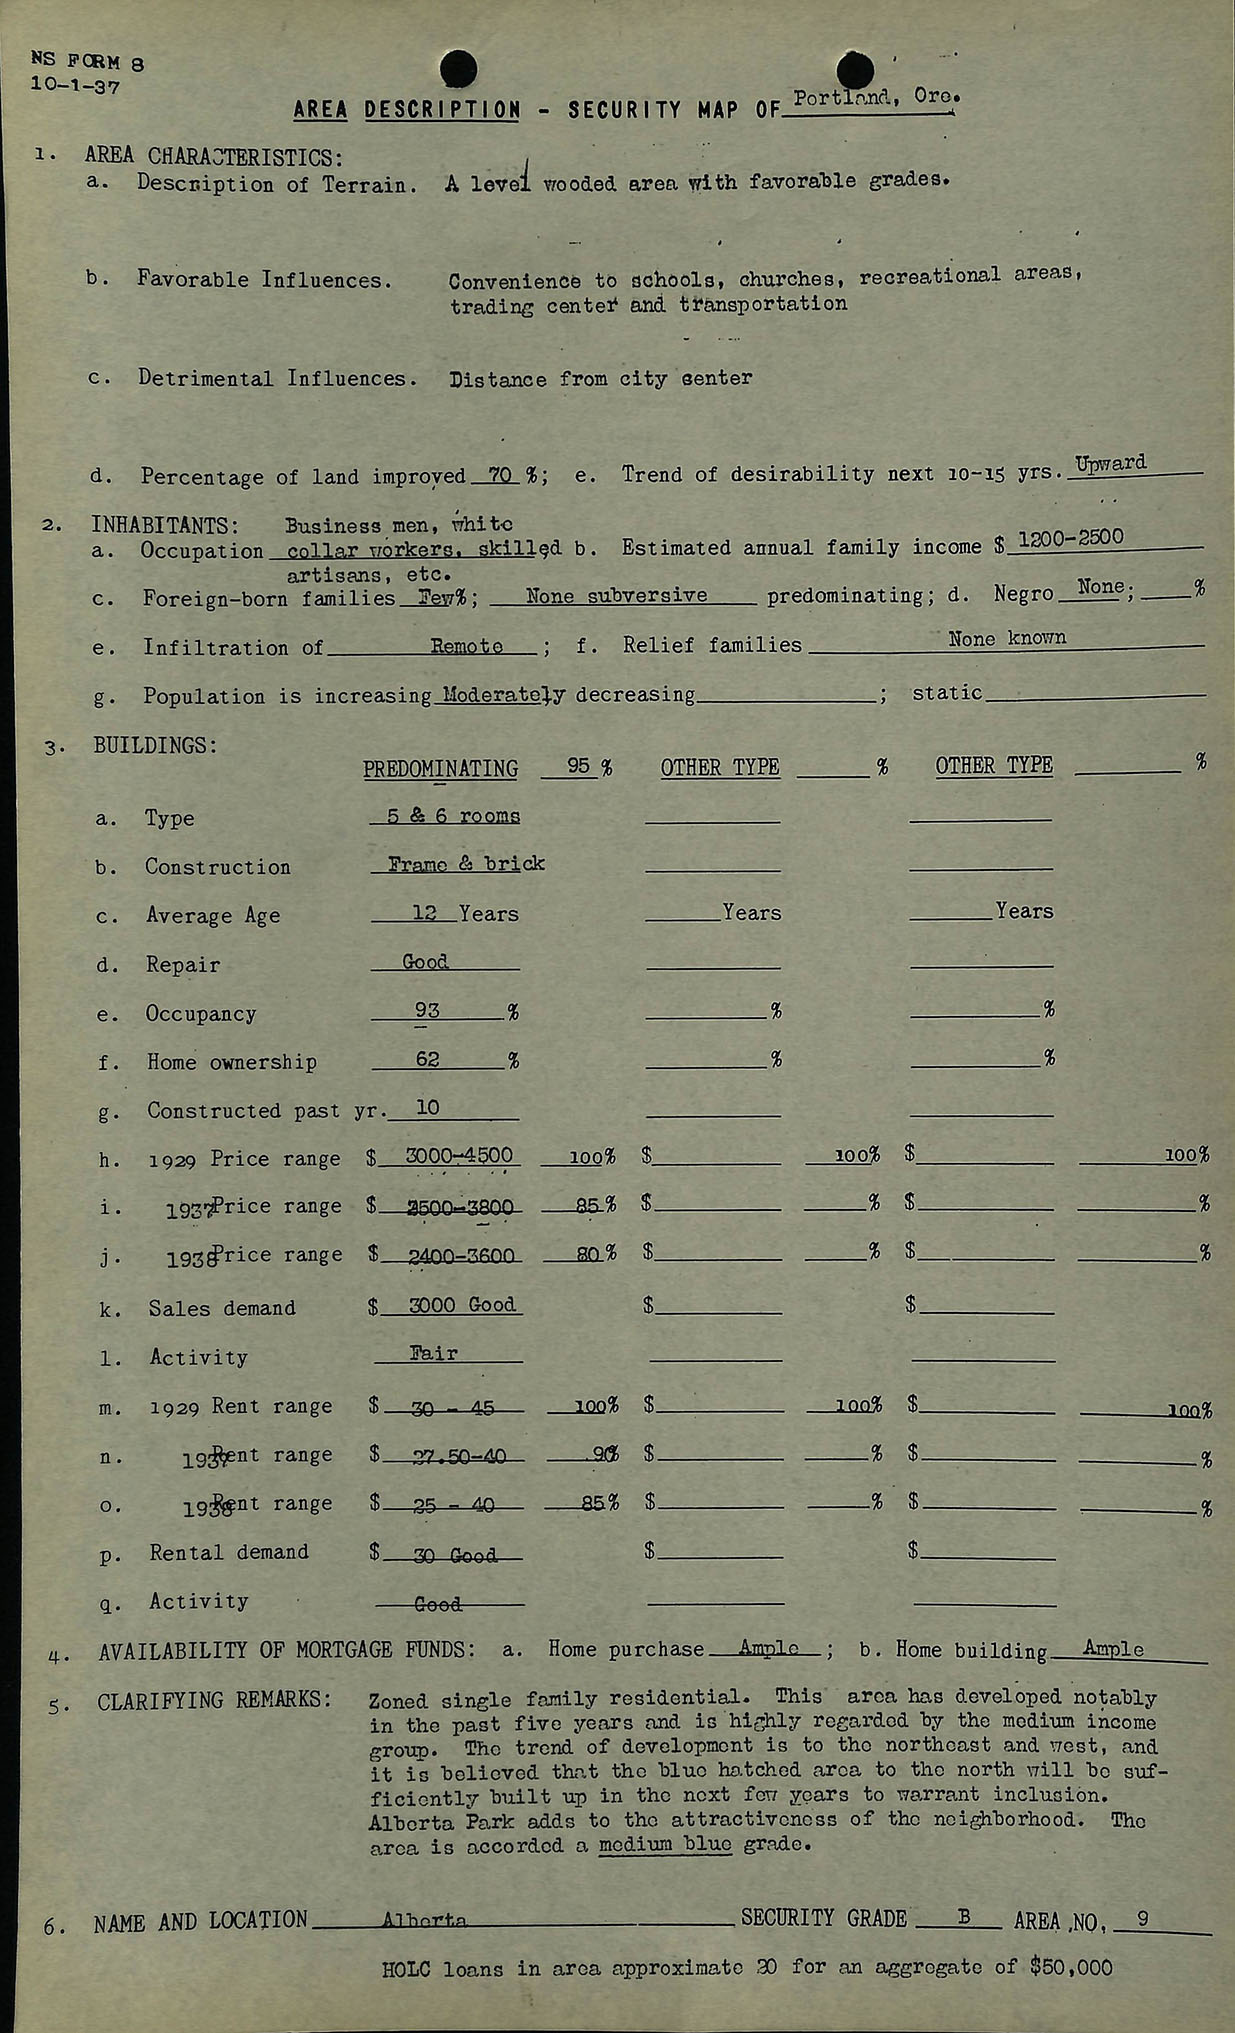 NS FORM 8
10-1-37
AREA DESCRIPTION - SECURITY MAP OF Portland, Ore.
1. AREA CHARACTERISTICS:
a. Description of Terrain. A level wooded area with favorable grades.
b. Favorable Influences. Convenience to schools, churches, recreational areas,
trading center and transportation
c. Detrimental Influences. Distance from city center
d. Percentage of land improved 70 %; e. Trend of desirability next 10-15 yrs. Upward
2. INHABITANTS: Business men, white
a. Occupation collar workers, skilled b. Estimated annual family income $ 1200-2500
artisans, etc.
c. Foreign-born families Few%; None subversive predominating; d. Negro None; %
e. Infiltration of Remote ; f. Relief families None known
g. Population is increasing Moderately decreasing ; static
3. BUILDINGS:
PREDOMINATING 95 % OTHER TYPE % OTHER TYPE %
a. Type 5 & 6 rooms
b. Construction Frame & brick
c. Average Age 12 Years Years Years
d. Repair Good
e. Occupancy 93 % % %
f. Home ownership 62 % % %
g. Constructed past yr. 10
h. 1929 Price range $ 3000-4500 100% $ 100% $ 100%
i. 1937 Price range $ 2500-3800 85% $ % $ %
j. 1938 Price range $ 2400-3600 80% $ % $ %
k. Sales demand $ 3000 Good $ $
l. Activity Fair
m. 1929 Rent range $ 30 - 45 100% $ 100% $ 100%
n. 1937 Rent range $ 27.50-40 90% $ % $ %
o. 1938 Rent range $ 25 - 40 85% $ % $ %
p. Rental demand $ 30 Good $ $
q. Activity Good
4. AVAILABILITY OF MORTGAGE FUNDS: a. Home purchase Ample ; b. Home building Ample
5. CLARIFYING REMARKS: Zoned single family residential. This area has developed notably
in the past five years and is highly regarded by the medium income
group. The trend of development is to the northeast and west, and
it is believed that the blue hatched area to the north will be suf-
ficiently built up in the next few years to warrant inclusion.
Alberta Park adds to the attractiveness of the neighborhood. The
area is accorded a medium blue grade.
6. NAME AND LOCATION Alberta SECURITY GRADE B AREA NO. 9
HOLC loans in area approximate 20 for an aggregate of $50,000